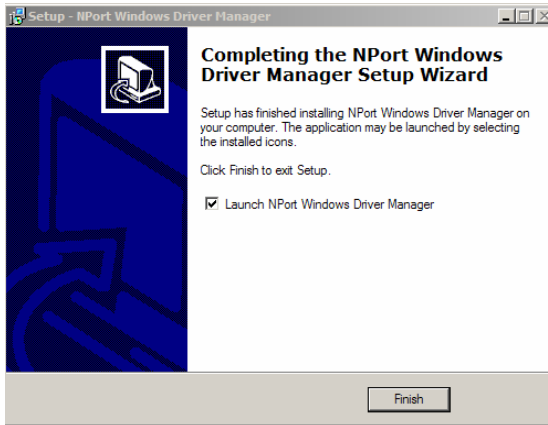 Setup - NPort Windows Driver Manager
Completing the NPort Windows
Driver Manager Setup Wizard
Setup has finished installing NPort Windows Driver Manager on
your computer. The application may be launched by selecting
the installed icons.
Click Finish to exit Setup.
Launch NPort Windows Driver Manager
Finish